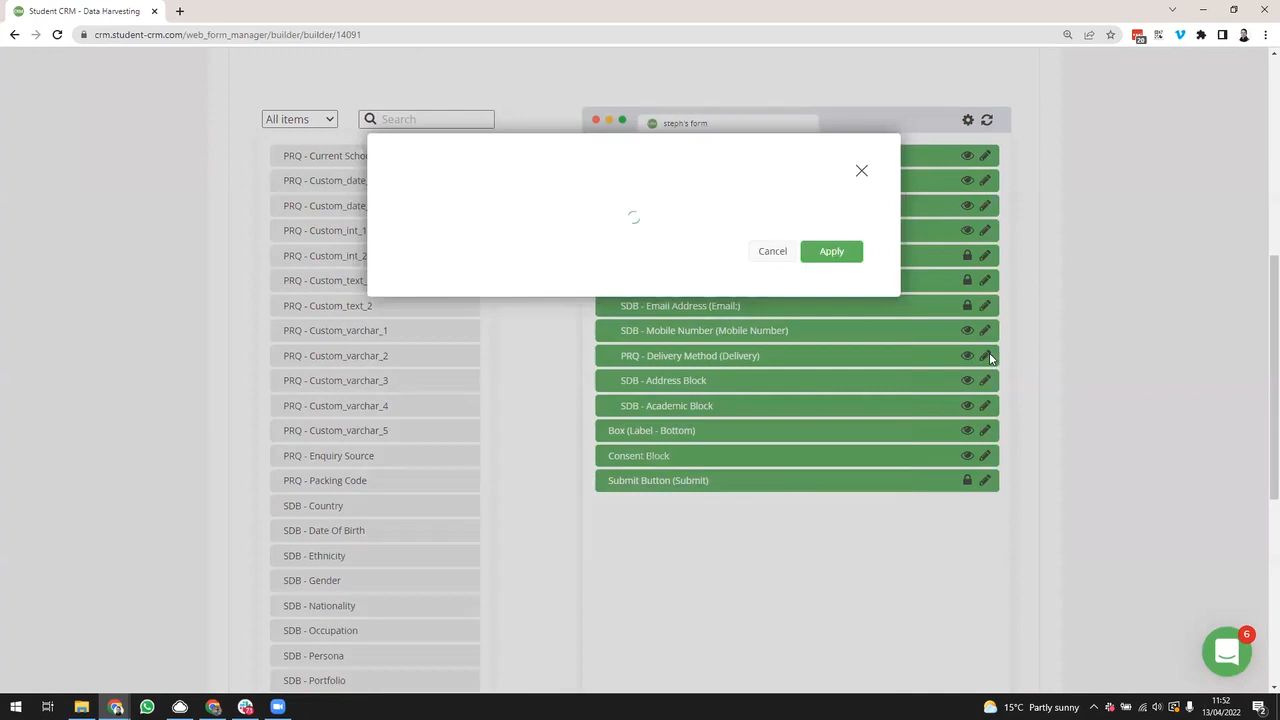 Student CRM - Data Harvesting
crm.student-crm.com/web_form_manager/builder/builder/14091
20
All items
Search
steph's form
PRQ - Current Schoo
PRQ - Custom_date_
PRQ - Custom_date_
PRQ - Custom_int_1
PRQ - Custom_int_2
PRQ - Custom_text_
PRQ - Custom_text_2
PRQ - Custom_varchar_1
PRQ - Custom_varchar_2
PRQ - Custom_varchar_3
PRQ - Custom_varchar_4
PRQ - Custom_varchar_5
PRQ - Enquiry Source
PRQ - Packing Code
SDB - Country
SDB - Date Of Birth
SDB - Ethnicity
SDB - Gender
SDB - Nationality
SDB - Occupation
SDB - Persona
SDB - Portfolio
Cancel
Apply
SDB - Email Address (Email:)
SDB - Mobile Number (Mobile Number)
PRQ - Delivery Method (Delivery)
SDB - Address Block
SDB - Academic Block
Box (Label - Bottom)
Consent Block
Submit Button (Submit)
6
15°C Partly sunny
11:52
13/04/2022
2